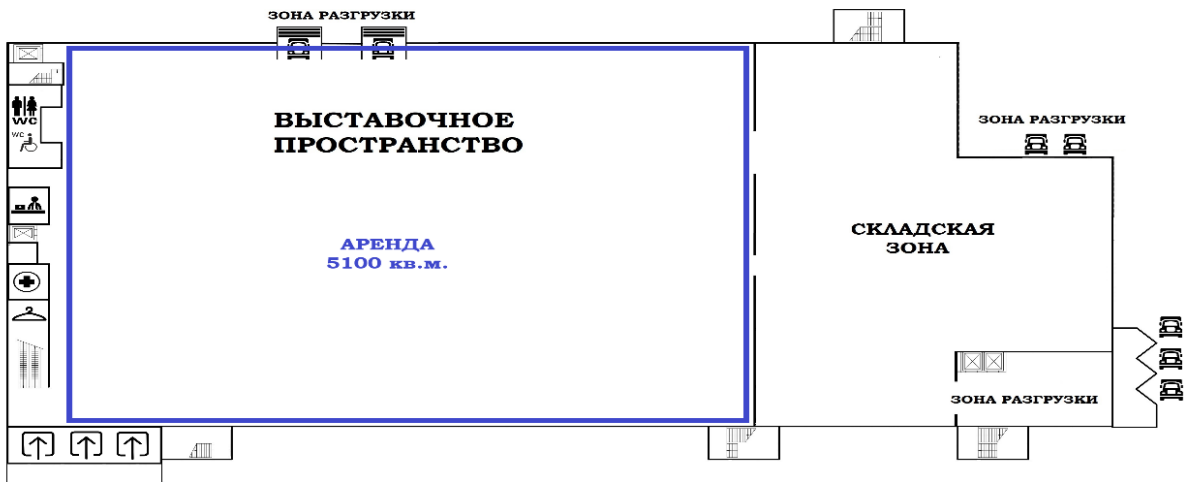 ЗОНА РАЗГРУЗКИ
ВЫСТАВОЧНОЕ
ПРОСТРАНСТВО
WC
WC
ЗОНА РАЗГРУЗКИ
АРЕНДА
5100 кв.м.
СКЛАДСКАЯ
ЗОНА
ЗОНА РАЗГРУЗКИ